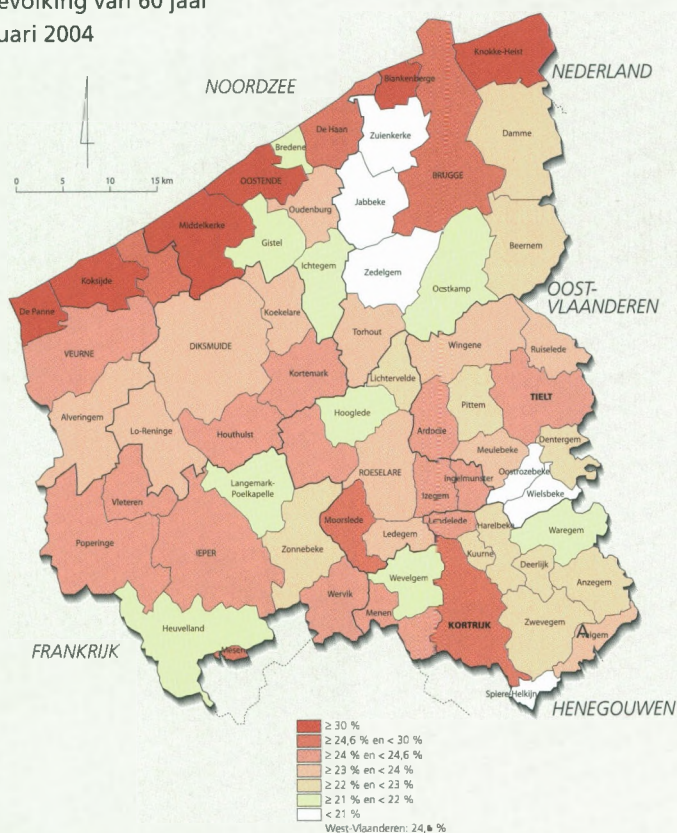 evolking van 60 jaar
uari 2004
NOORDZEE
NEDERLAND
Knokke-Heist
Blankenberge
De Haan
Zuienkerke
Damme
Bredene
BRUGGE
OOSTENDE
Jabbeke
Oudenburg
Middelkerke
Gistel
Beernem
Ichtegem
Zedelgem
Oostkamp
Koksijde
De Panne
OOST-
VLAANDEREN
Koekelare
Torhout
DIKSMUIDE
Wingene
Ruiselede
VEURNE
Kortemark
Lichtervelde
TIELT
Pittem
Hooglede
Alveringem
Lo-Reninge
Houthulst
Ardooie
Dentergem
Meulebeke
ROESELARE
Oostrozebeke
Ingelmunster
Izegem
Wielsbeke
Langemark-
Poelkapelle
Vleteren
Moorslede
Lendelede
Harelbeke
Waregem
Ledegem
Poperinge
IEPER
Zonnebeke
Kuurne
Deerlijk
Anzegem
Wevelgem
Wervik
Menen
KORTRIJK
Zwevegem
Heuvelland
A
elgem
FRANKRIJK
Mesen
Spiere-Helkijn
HENEGOUWEN
0 5 10 15 km
≥ 30 %
≥ 24,6 % en < 30 %
≥ 24 % en < 24,6 %
≥ 23 % en < 24 %
≥ 22 % en < 23 %
≥ 21 % en < 22 %
< 21 %
West-Vlaanderen: 24,6 %